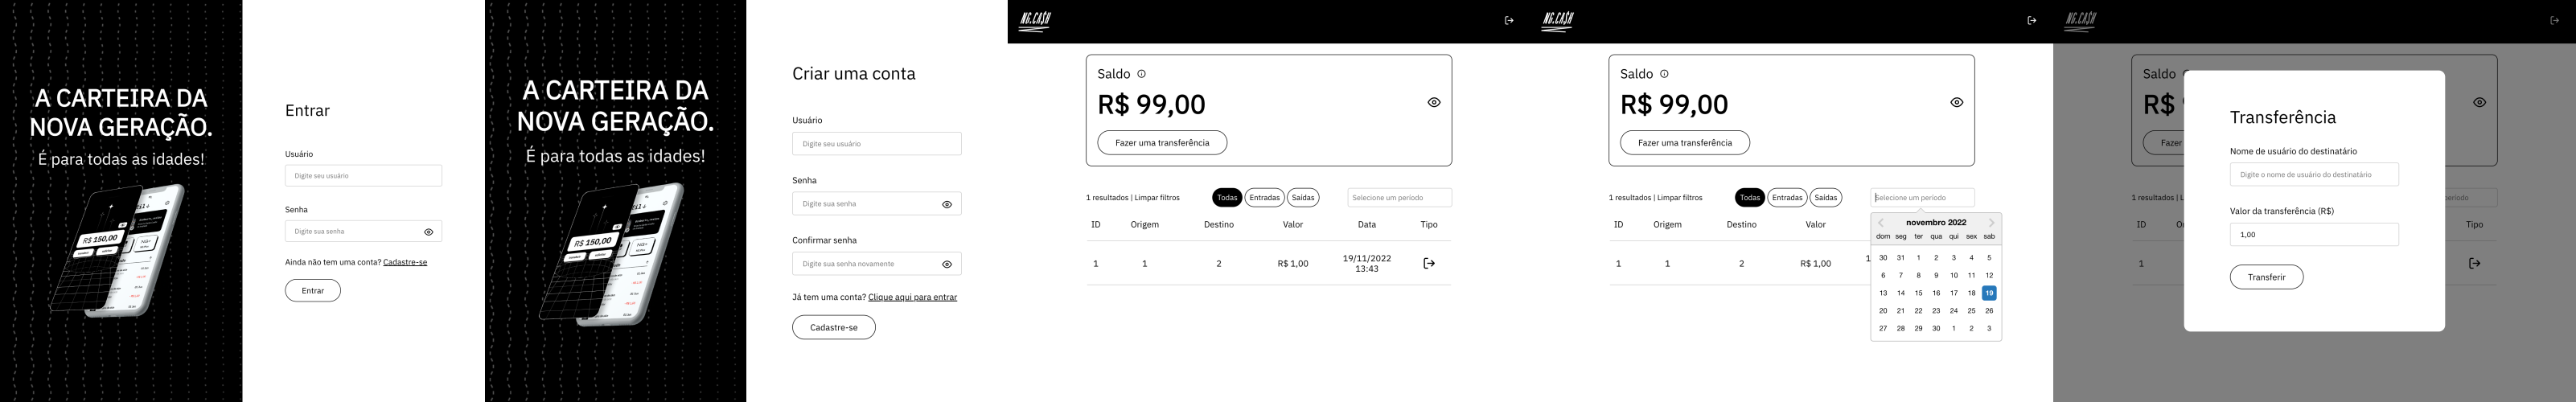 A CARTEIRA DA
NOVA GERAÇÃO.
É para todas as idades!
R$ 150,00
Entrar
Usuário
Digite seu usuário
Senha
Digite sua senha
Ainda não tem uma conta? Cadastre-se
Entrar
A CARTEIRA DA
NOVA GERAÇÃO.
É para todas as idades!
R$ 150,00
Criar uma conta
Usuário
Digite seu usuário
Senha
Digite sua senha
Confirmar senha
Digite sua senha novamente
Já tem uma conta? Clique aqui para entrar
Cadastre-se
NG.CA$H
Saldo
R$ 99,00
Fazer uma transferência
1 resultados | Limpar filtros Todas Entradas Saídas Selecione um período
ID Origem Destino Valor Data Tipo
1 1 2 R$ 1,00 19/11/2022
13:43
NG.CA$H
Saldo
R$ 99,00
Fazer uma transferência
1 resultados | Limpar filtros Todas Entradas Saídas Selecione um período
ID Origem Destino Valor
1 1 2 R$ 1,00 1
novembro 2022
dom seg ter qua qui sex sab
30 31 1 2 3 4 5
6 7 8 9 10 11 12
13 14 15 16 17 18 19
20 21 22 23 24 25 26
27 28 29 30 1 2 3
NG.CA$H
Saldo
R$
Fazer
1 resultados | L período
ID O Tipo
1
Transferência
Nome de usuário do destinatário
Digite o nome de usuário do destinatário
Valor da transferência (R$)
1,00
Transferir